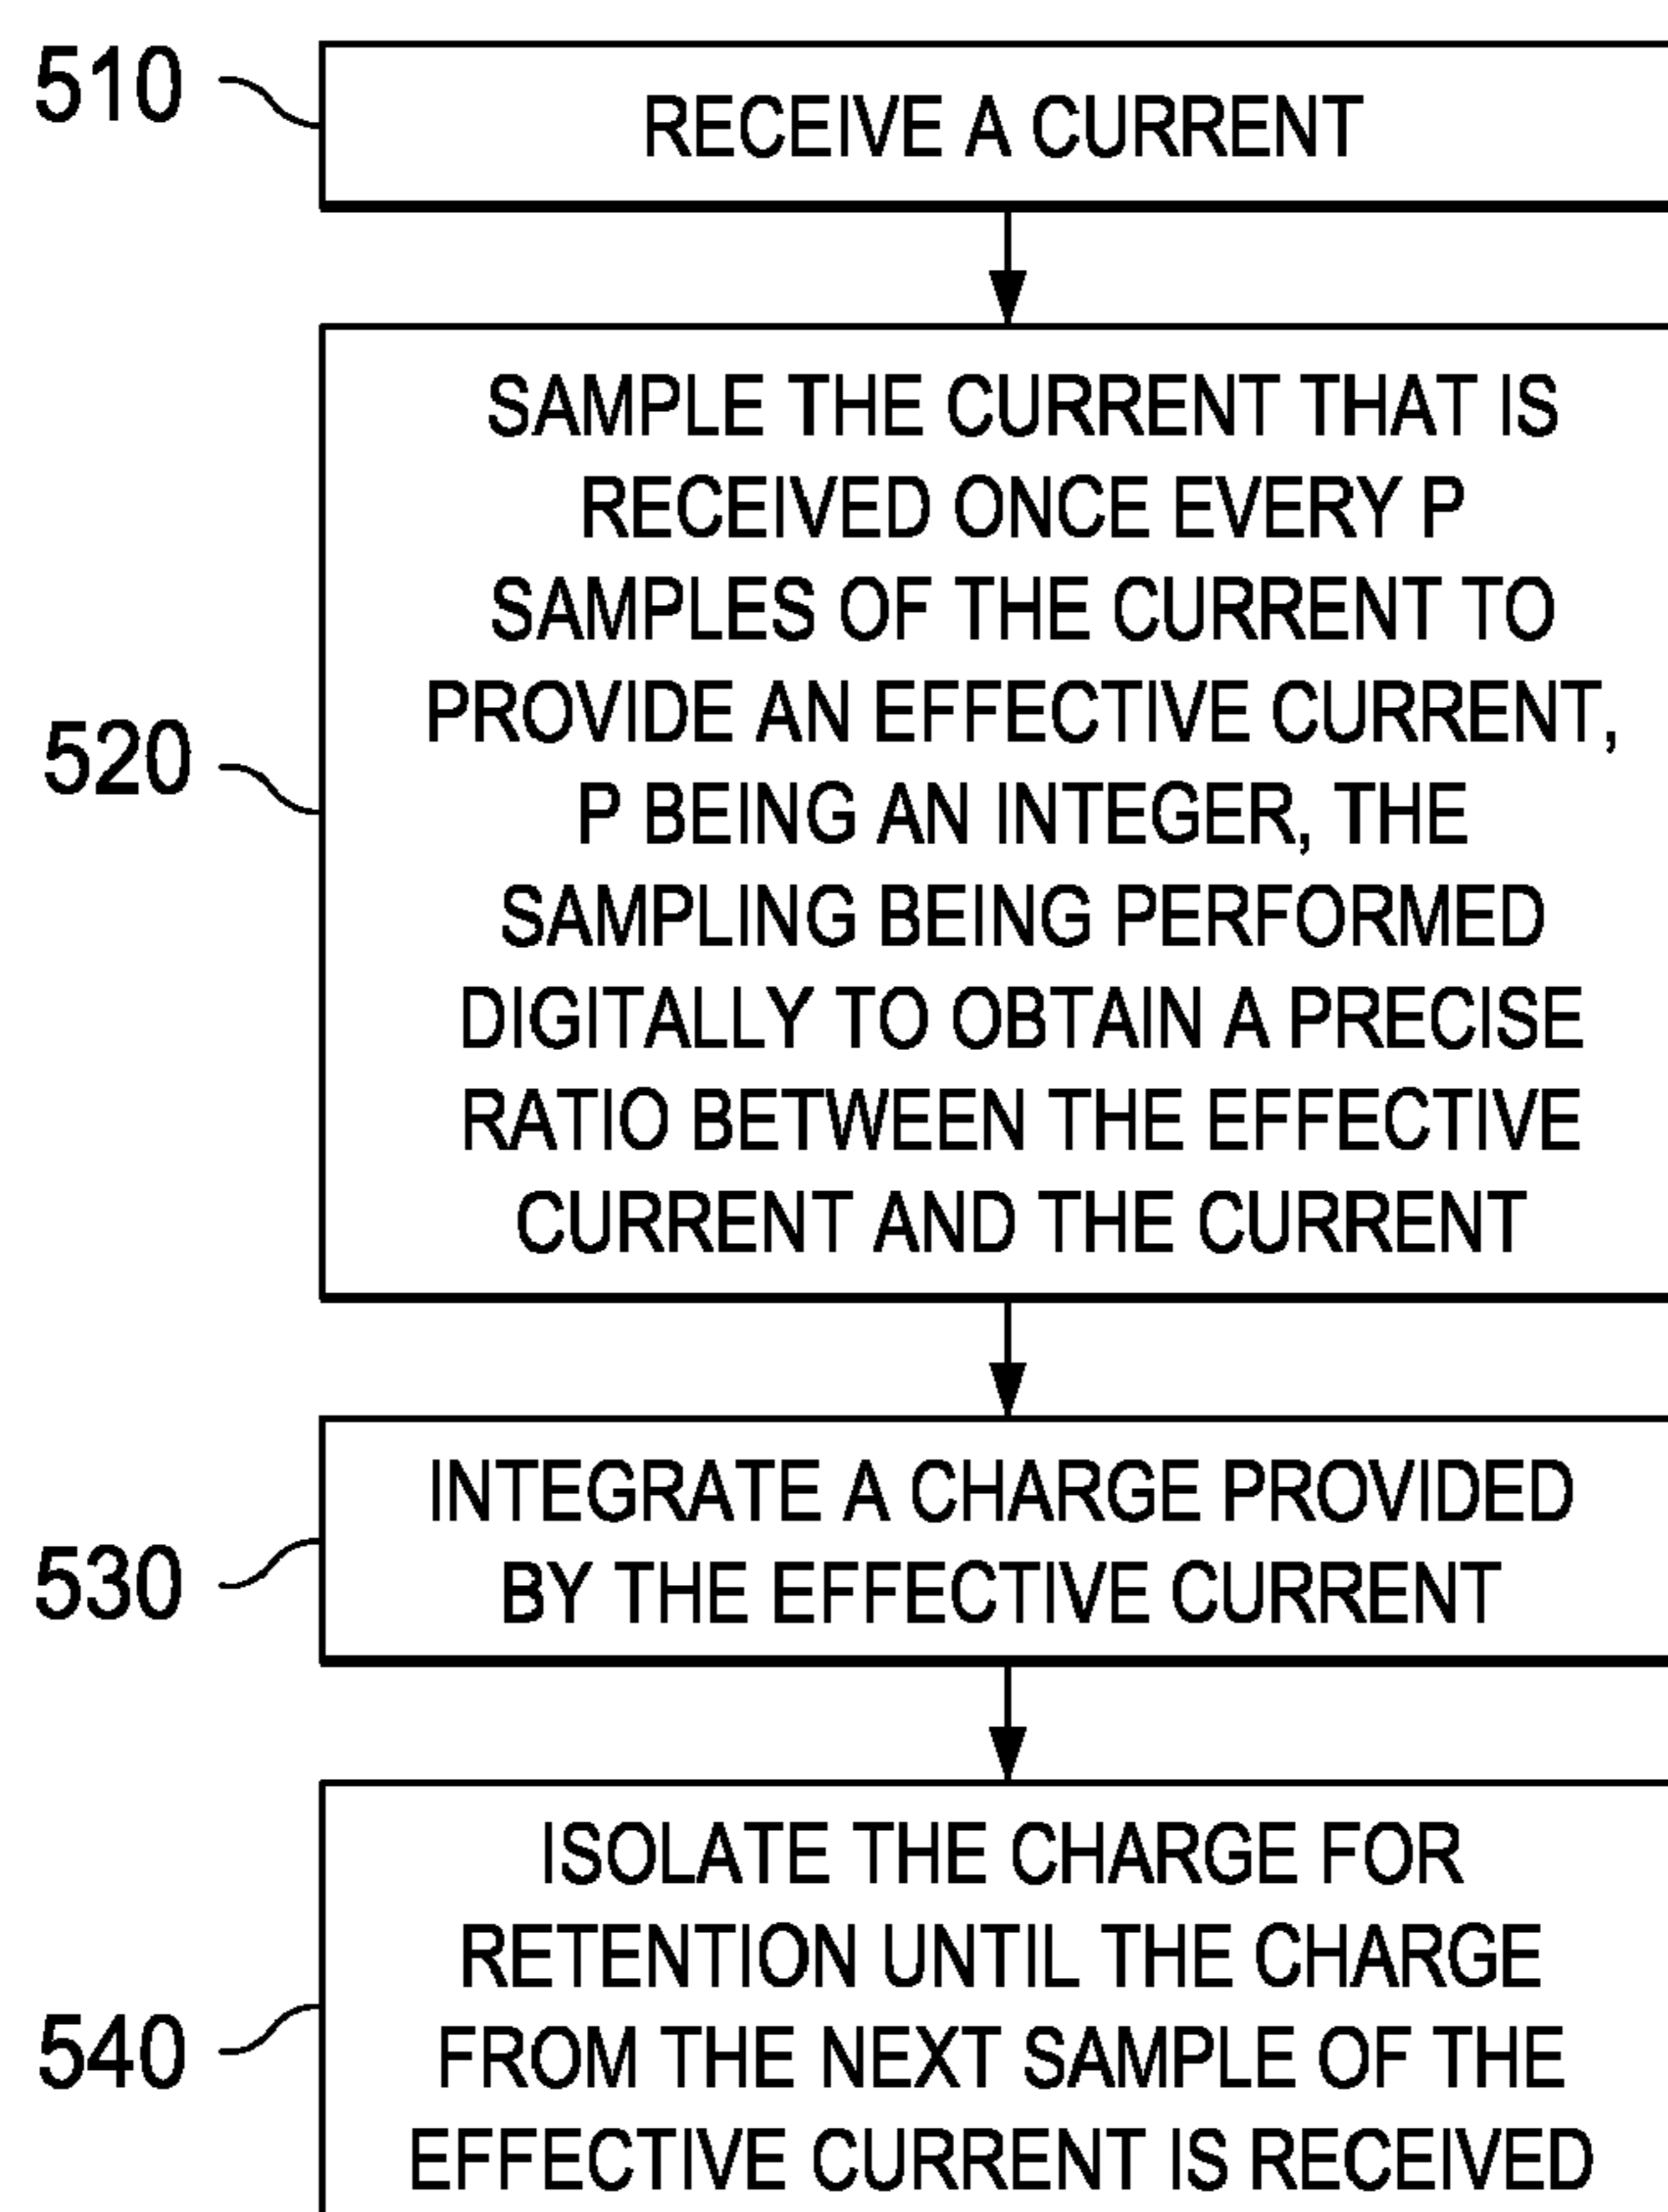 510
RECEIVE A CURRENT
520
SAMPLE THE CURRENT THAT IS
RECEIVED ONCE EVERY P
SAMPLES OF THE CURRENT TO
PROVIDE AN EFFECTIVE CURRENT,
P BEING AN INTEGER, THE
SAMPLING BEING PERFORMED
DIGITALLY TO OBTAIN A PRECISE
RATIO BETWEEN THE EFFECTIVE
CURRENT AND THE CURRENT
530
INTEGRATE A CHARGE PROVIDED
BY THE EFFECTIVE CURRENT
540
ISOLATE THE CHARGE FOR
RETENTION UNTIL THE CHARGE
FROM THE NEXT SAMPLE OF THE
EFFECTIVE CURRENT IS RECEIVED